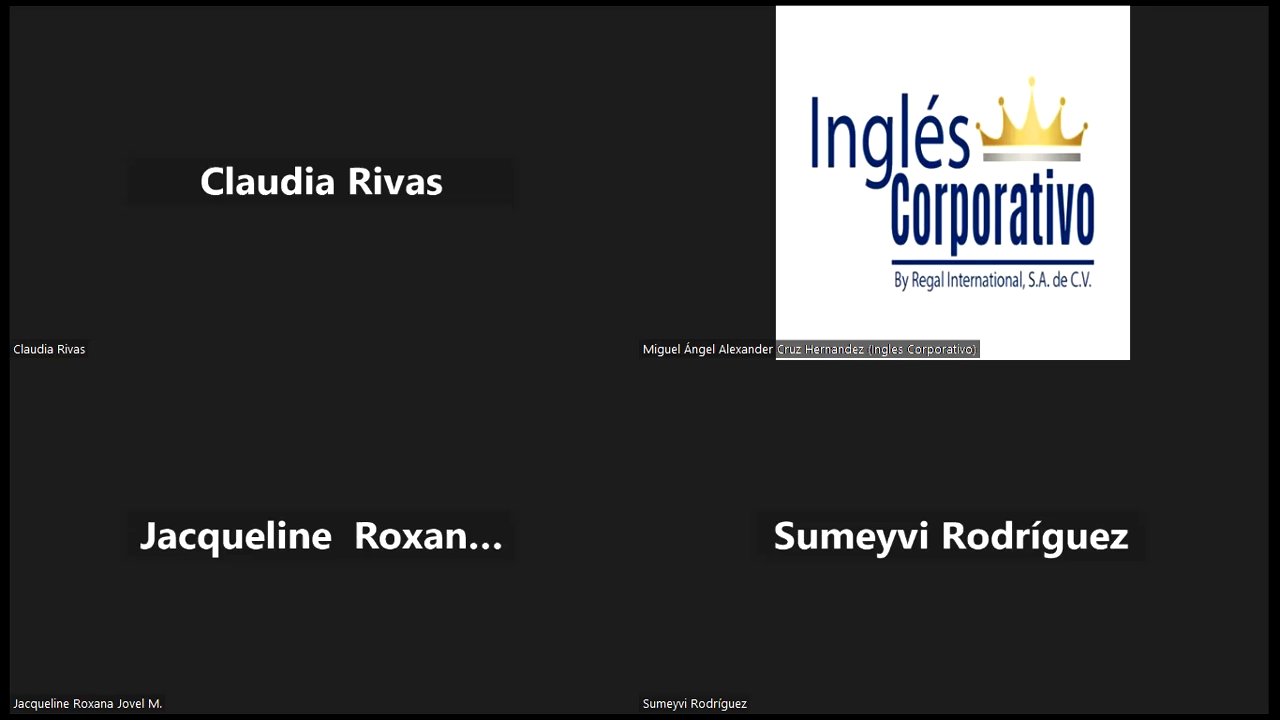 Claudia Rivas
Inglés
Corporativo
By Regal International, S.A. de C.V.
Claudia Rivas
Miguel Ángel Alexander Cruz Hernandez (Ingles Corporativo)
Jacqueline  Roxan...
Sumeyvi Rodríguez
Jacqueline Roxana Jovel M.
Sumeyvi Rodríguez